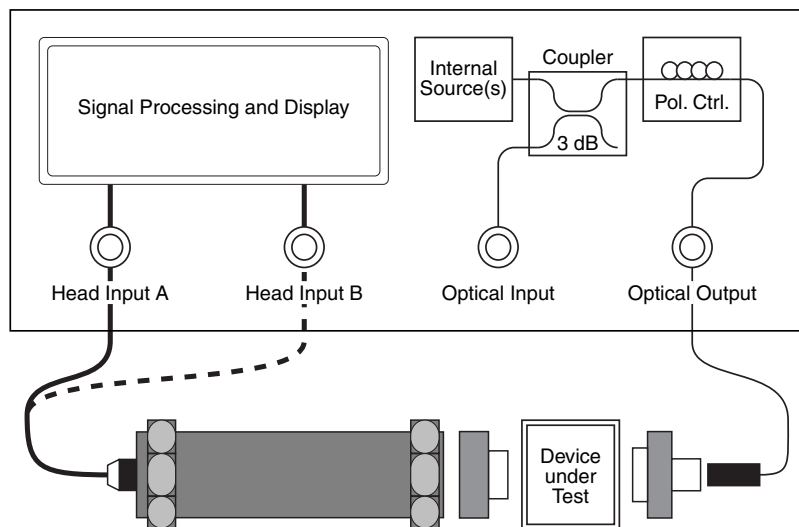 Signal Processing and Display
Internal
Source(s)
Coupler
3 dB
Pol. Ctrl.
Head Input A
Head Input B
Optical Input
Optical Output
Device
under
Test